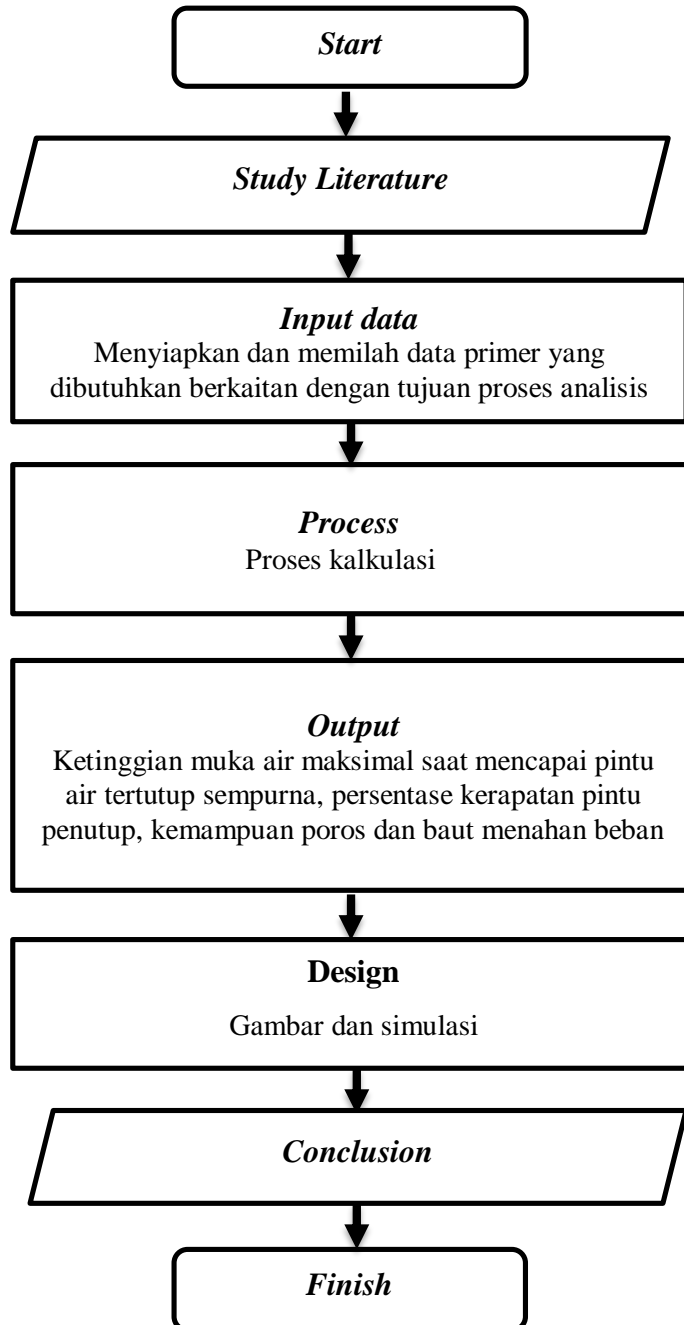 Start
Study Literature
Input data
Menyiapkan dan memilah data primer yang
dibutuhkan berkaitan dengan tujuan proses analisis
Process
Proses kalkulasi
Output
Ketinggian muka air maksimal saat mencapai pintu
air tertutup sempurna, persentase kerapatan pintu
penutup, kemampuan poros dan baut menahan beban
Design
Gambar dan simulasi
Conclusion
Finish